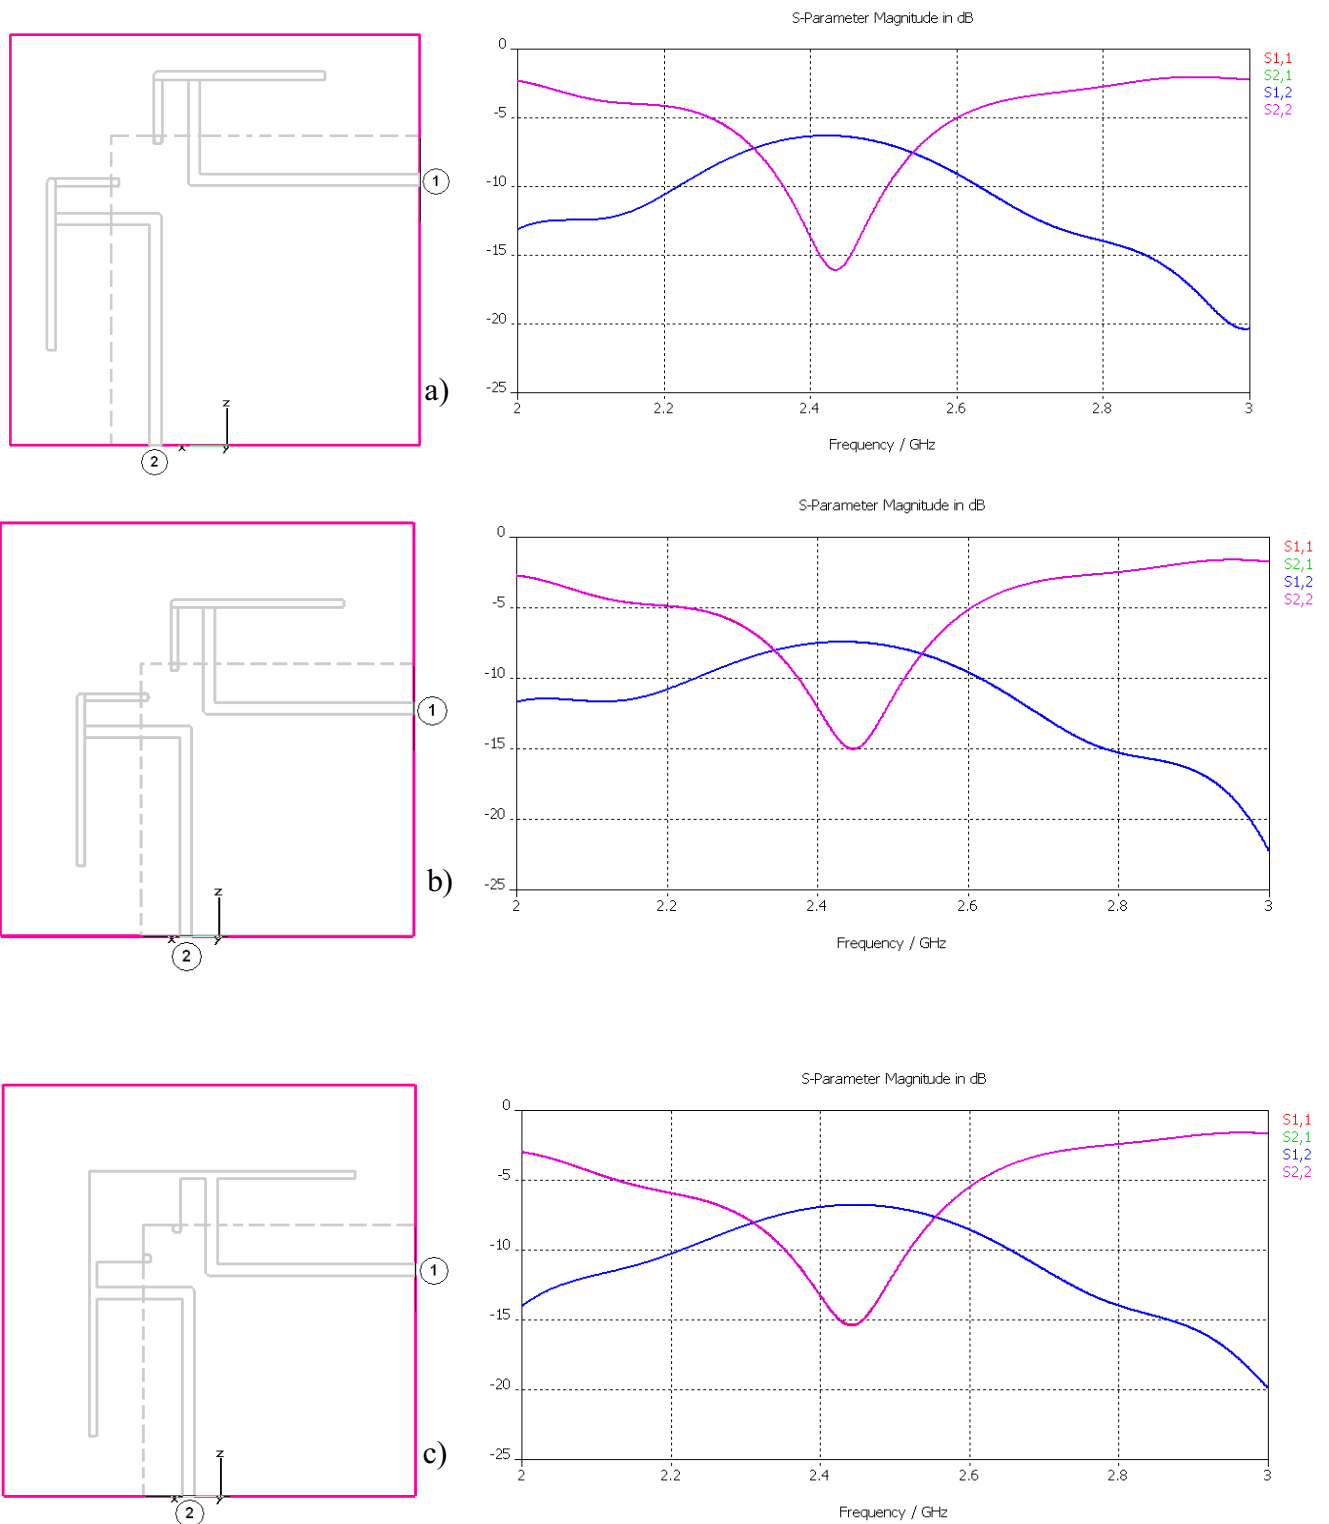 S-Parameter Magnitude in dB
0
-5
-10
-15
-20
-25
2 2.2 2.4 2.6 2.8 3
Frequency / GHz
S1,1
S2,1
S1,2
S2,2
1
2
z
x y
a)
S-Parameter Magnitude in dB
0
-5
-10
-15
-20
-25
2 2.2 2.4 2.6 2.8 3
Frequency / GHz
S1,1
S2,1
S1,2
S2,2
1
2
z
x y
b)
S-Parameter Magnitude in dB
0
-5
-10
-15
-20
-25
2 2.2 2.4 2.6 2.8 3
Frequency / GHz
S1,1
S2,1
S1,2
S2,2
1
2
z
x y
c)